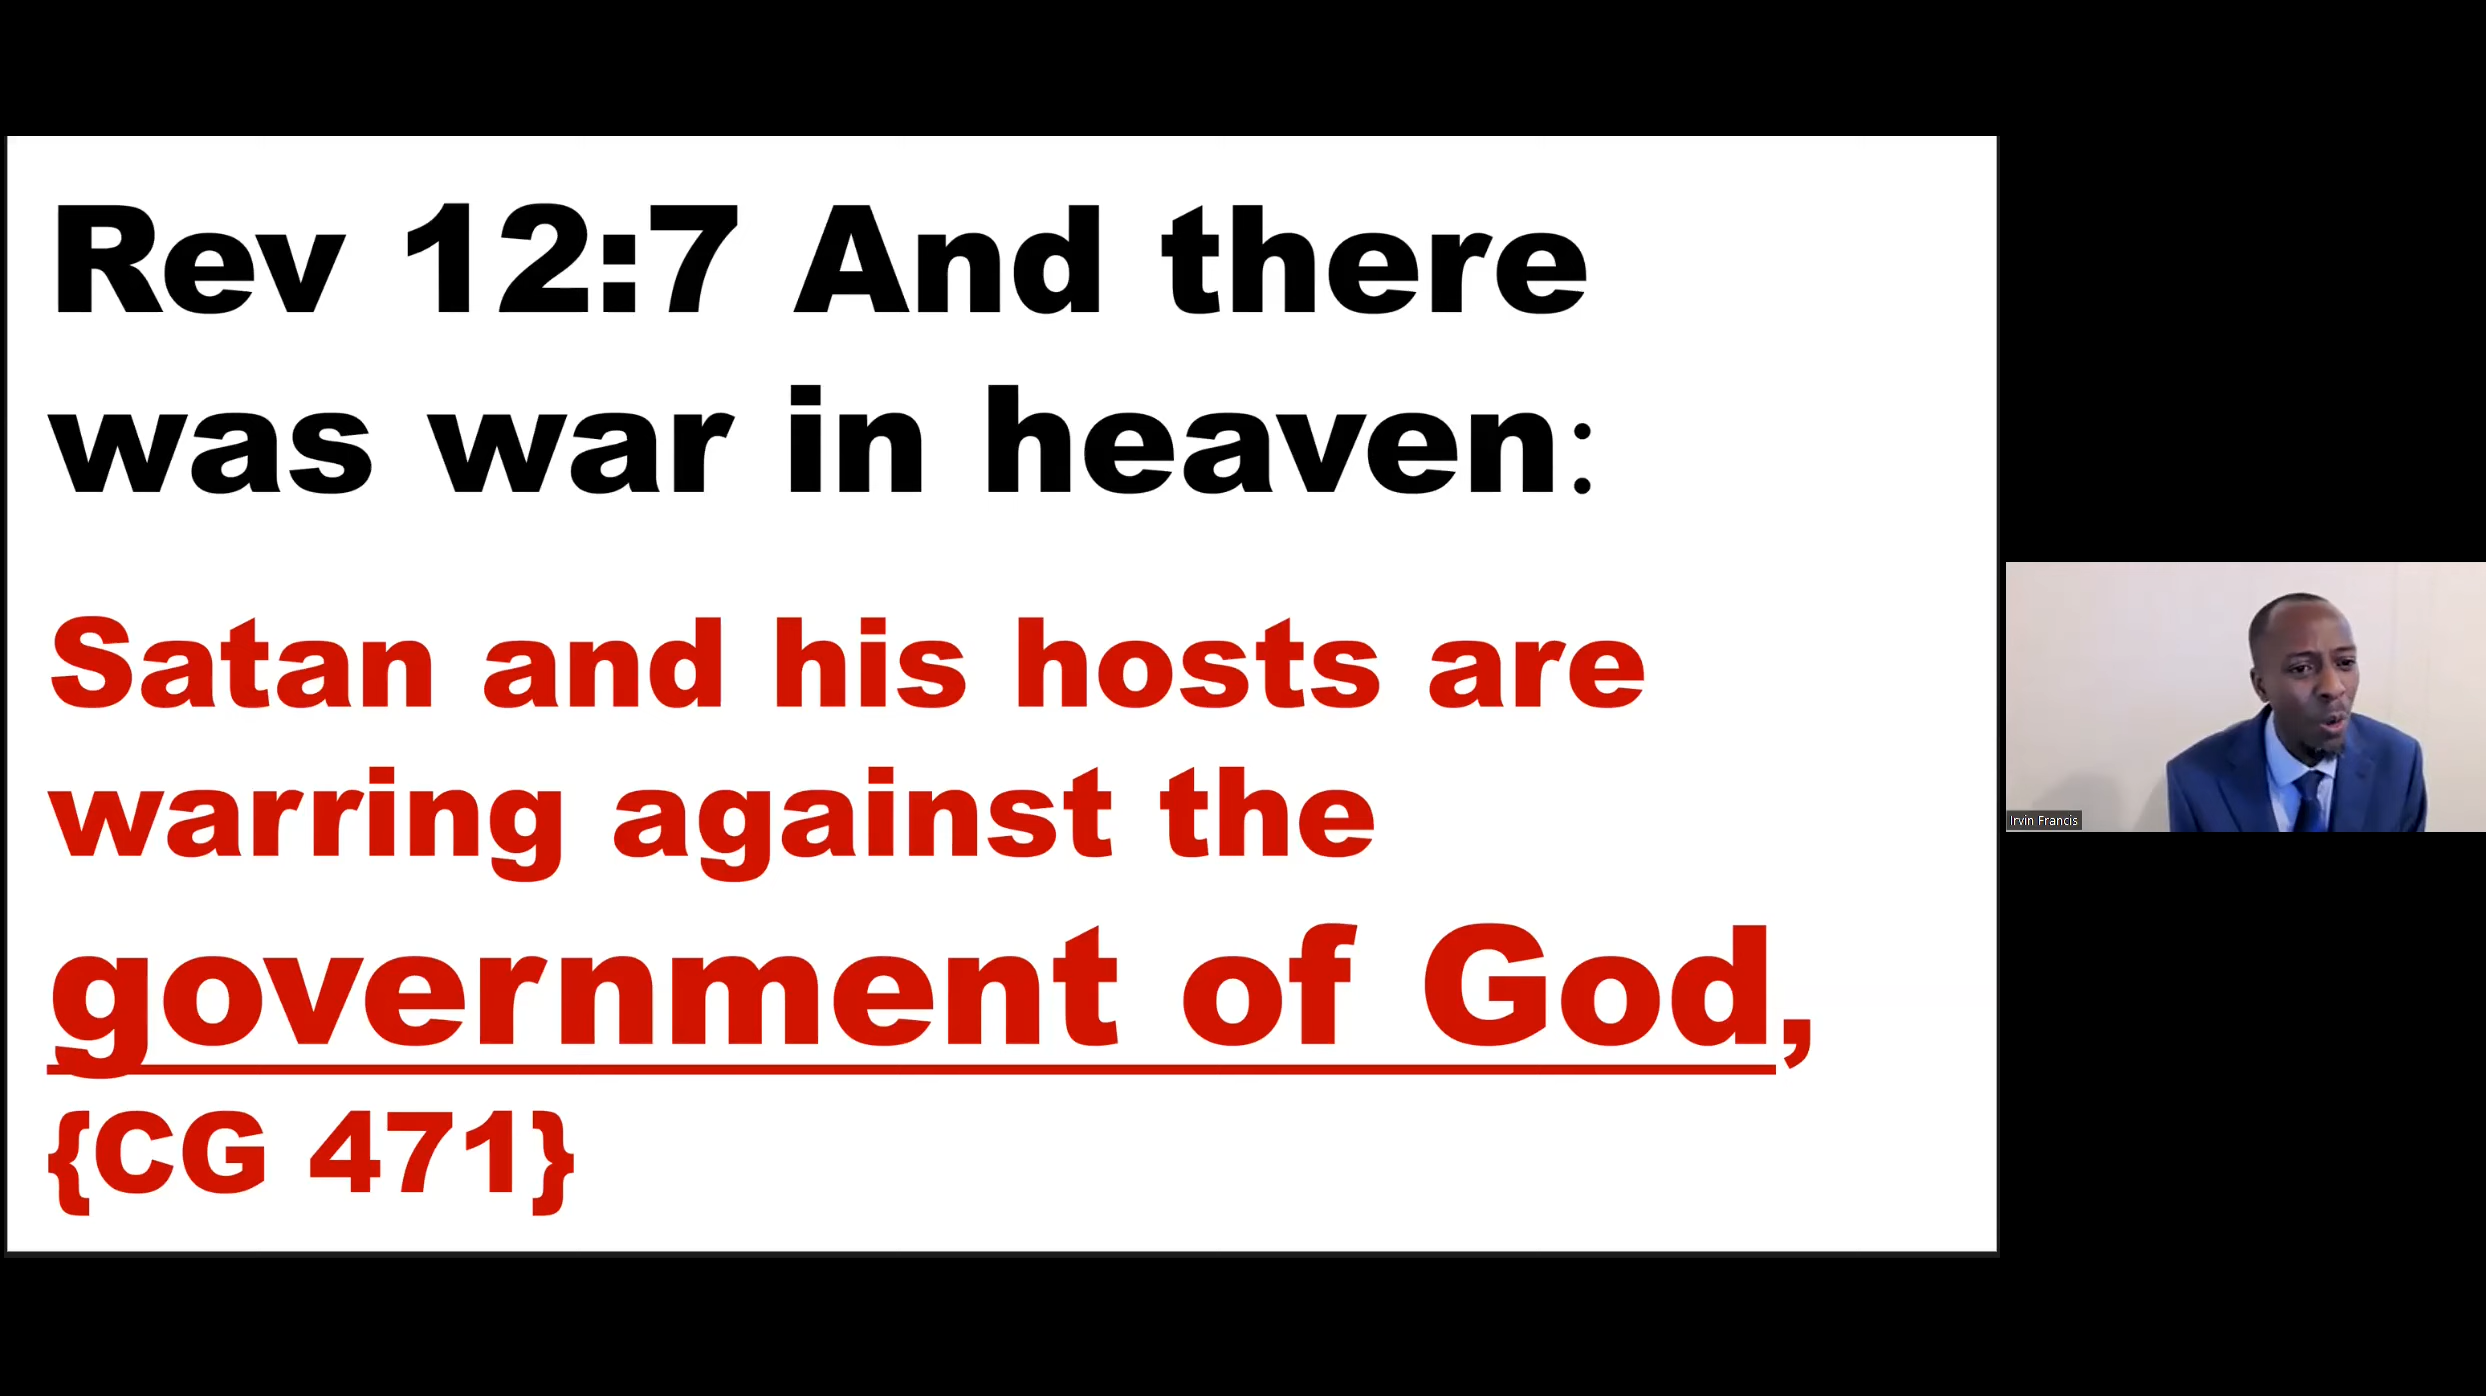 Rev 12:7 And there
was war in heaven:
Satan and his hosts are
warring against the
government of God,
{CG 471}
Irvin Francis